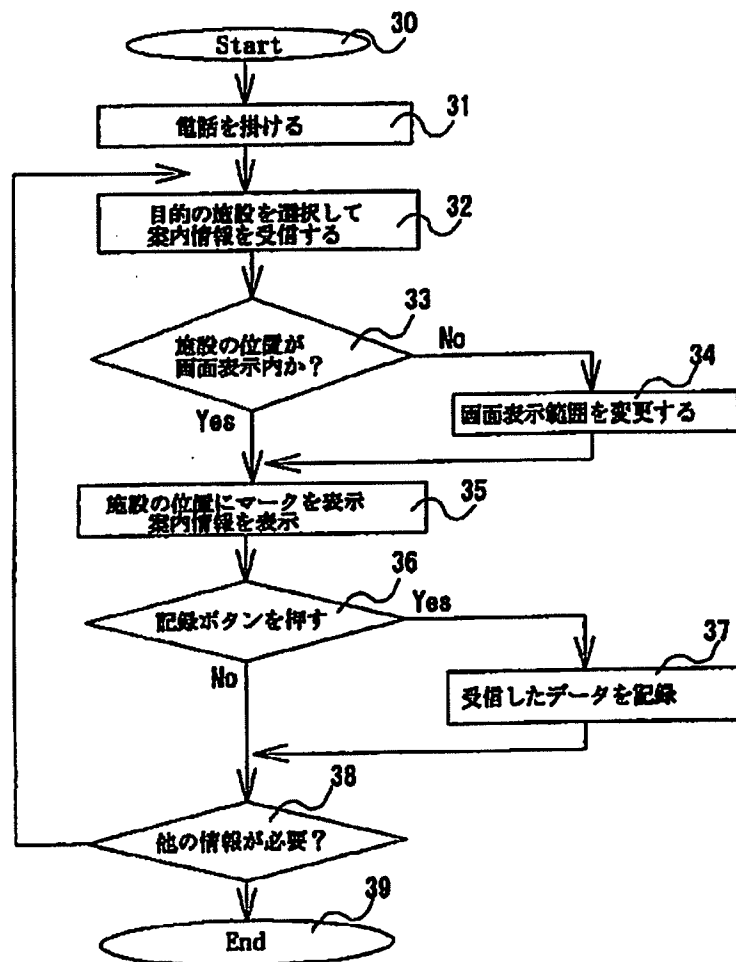 30
Start
31
電話を掛ける
32
目的の施設を選択して
案内情報を受信する
33
施設の位置が
画面表示内か？
No
34
画面表示範囲を変更する
Yes
35
施設の位置にマークを表示
案内情報を表示
36
記録ボタンを押す
Yes
37
受信したデータを記録
No
38
他の情報が必要？
39
End